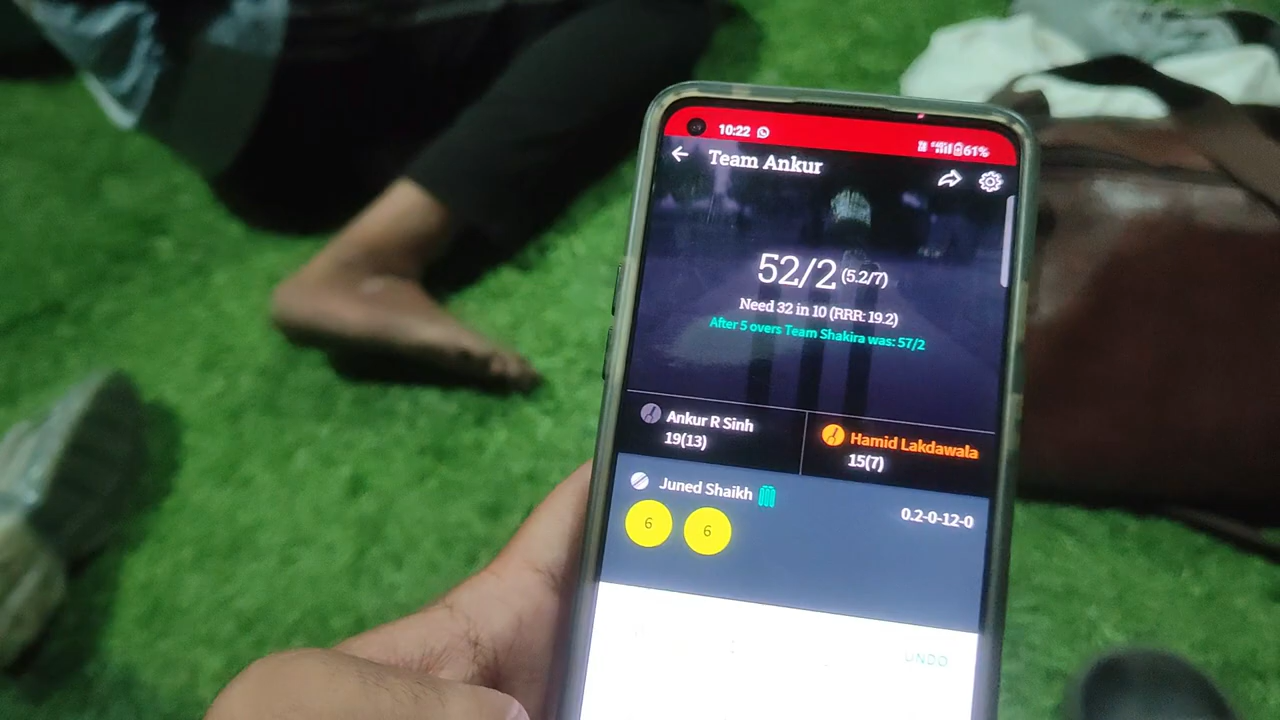 10:22 61%
Team Ankur
52/2 (5.2/7)
Need 32 in 10 (RRR: 19.2)
After 5 overs Team Shakira was: 57/2
Ankur R Sinh
19(13)
Hamid Lakdawala
15(7)
Juned Shaikh
0.2-0-12-0
6 6
UNDO